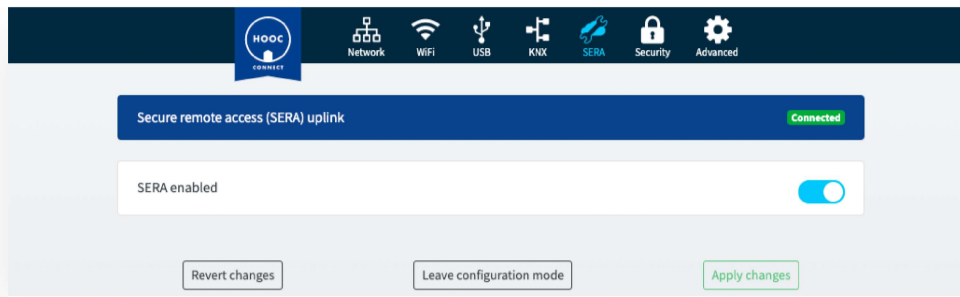 HOOC
CONNECT
Network
WiFi
USB
KNX
SERA
Security
Advanced
Secure remote access (SERA) uplink
Connected
SERA enabled
Revert changes
Leave configuration mode
Apply changes